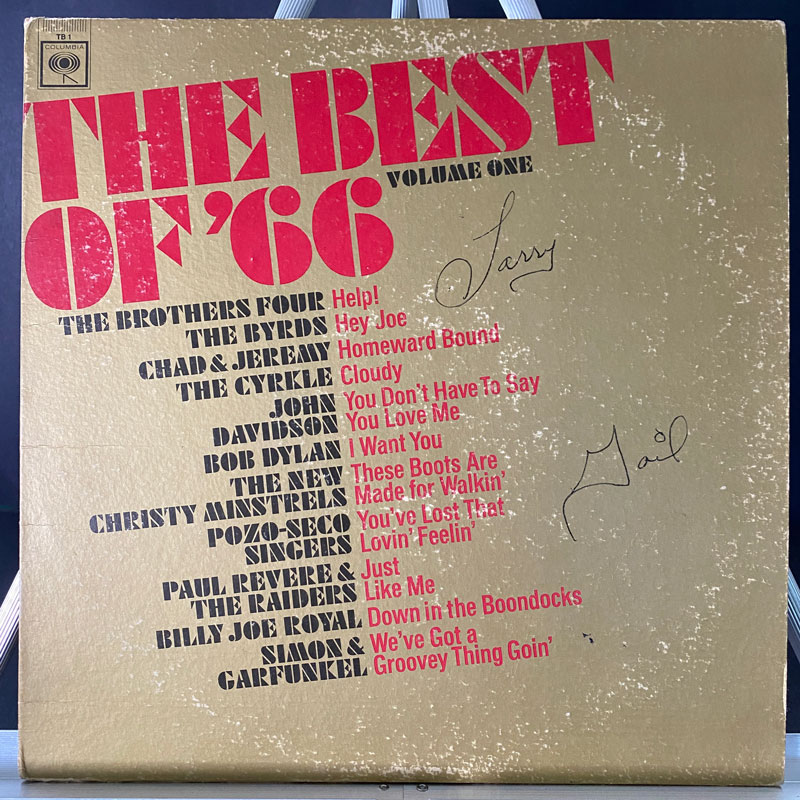 TB 1
COLUMBIA
THE BEST
VOLUME ONE
OF '66
Larry
THE BROTHERS FOUR Help!
THE BYRDS Hey Joe
CHAD & JEREMY Homeward Bound
THE CYRKLE Cloudy
JOHN You Don't Have To Say
DAVIDSON You Love Me
BOB DYLAN I Want You
THE NEW These Boots Are
CHRISTY MINSTRELS Made for Walkin'
POZO-SECO You've Lost That
SINGERS Lovin' Feelin'
Gail
PAUL REVERE & Just
THE RAIDERS Like Me
BILLY JOE ROYAL Down in the Boondocks
SIMON & We've Got a
GARFUNKEL Groovey Thing Goin'